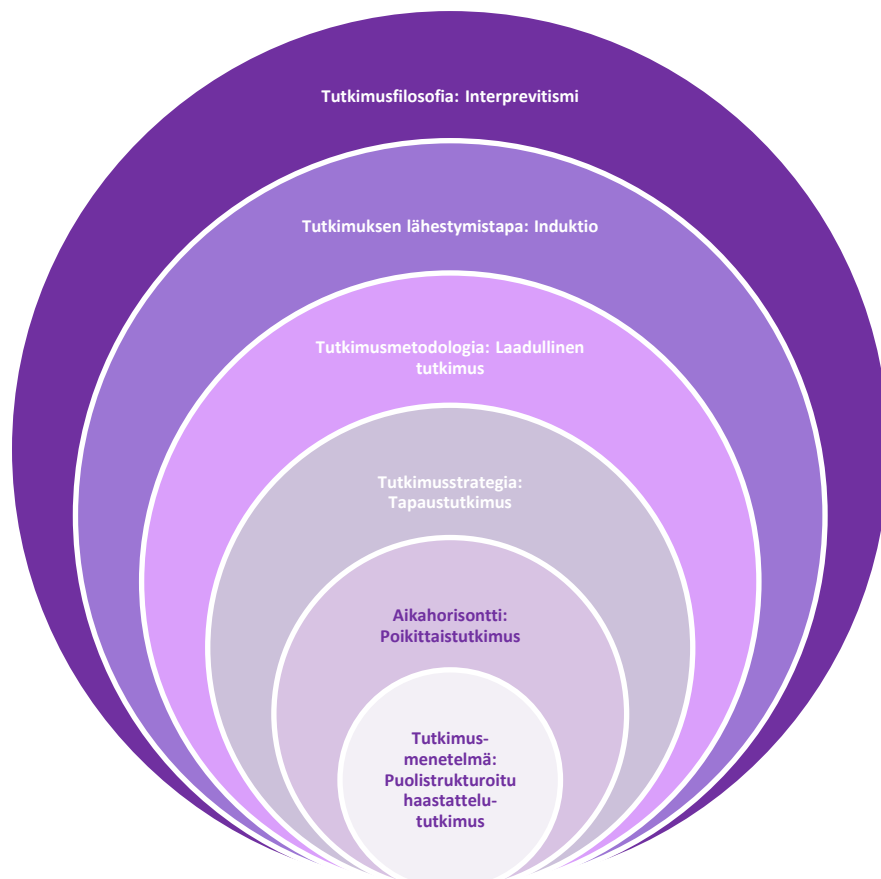 Tutkimusfilosofia: Interprevitismi
Tutkimuksen lähestymistapa: Induktio
Tutkimusmetodologia: Laadullinen
tutkimus
Tutkimusstrategia:
Tapaustutkimus
Aikahorisontti:
Poikittaistutkimus
Tutkimus-
menetelmä:
Puolistrukturoitu
haastattelu-
tutkimus